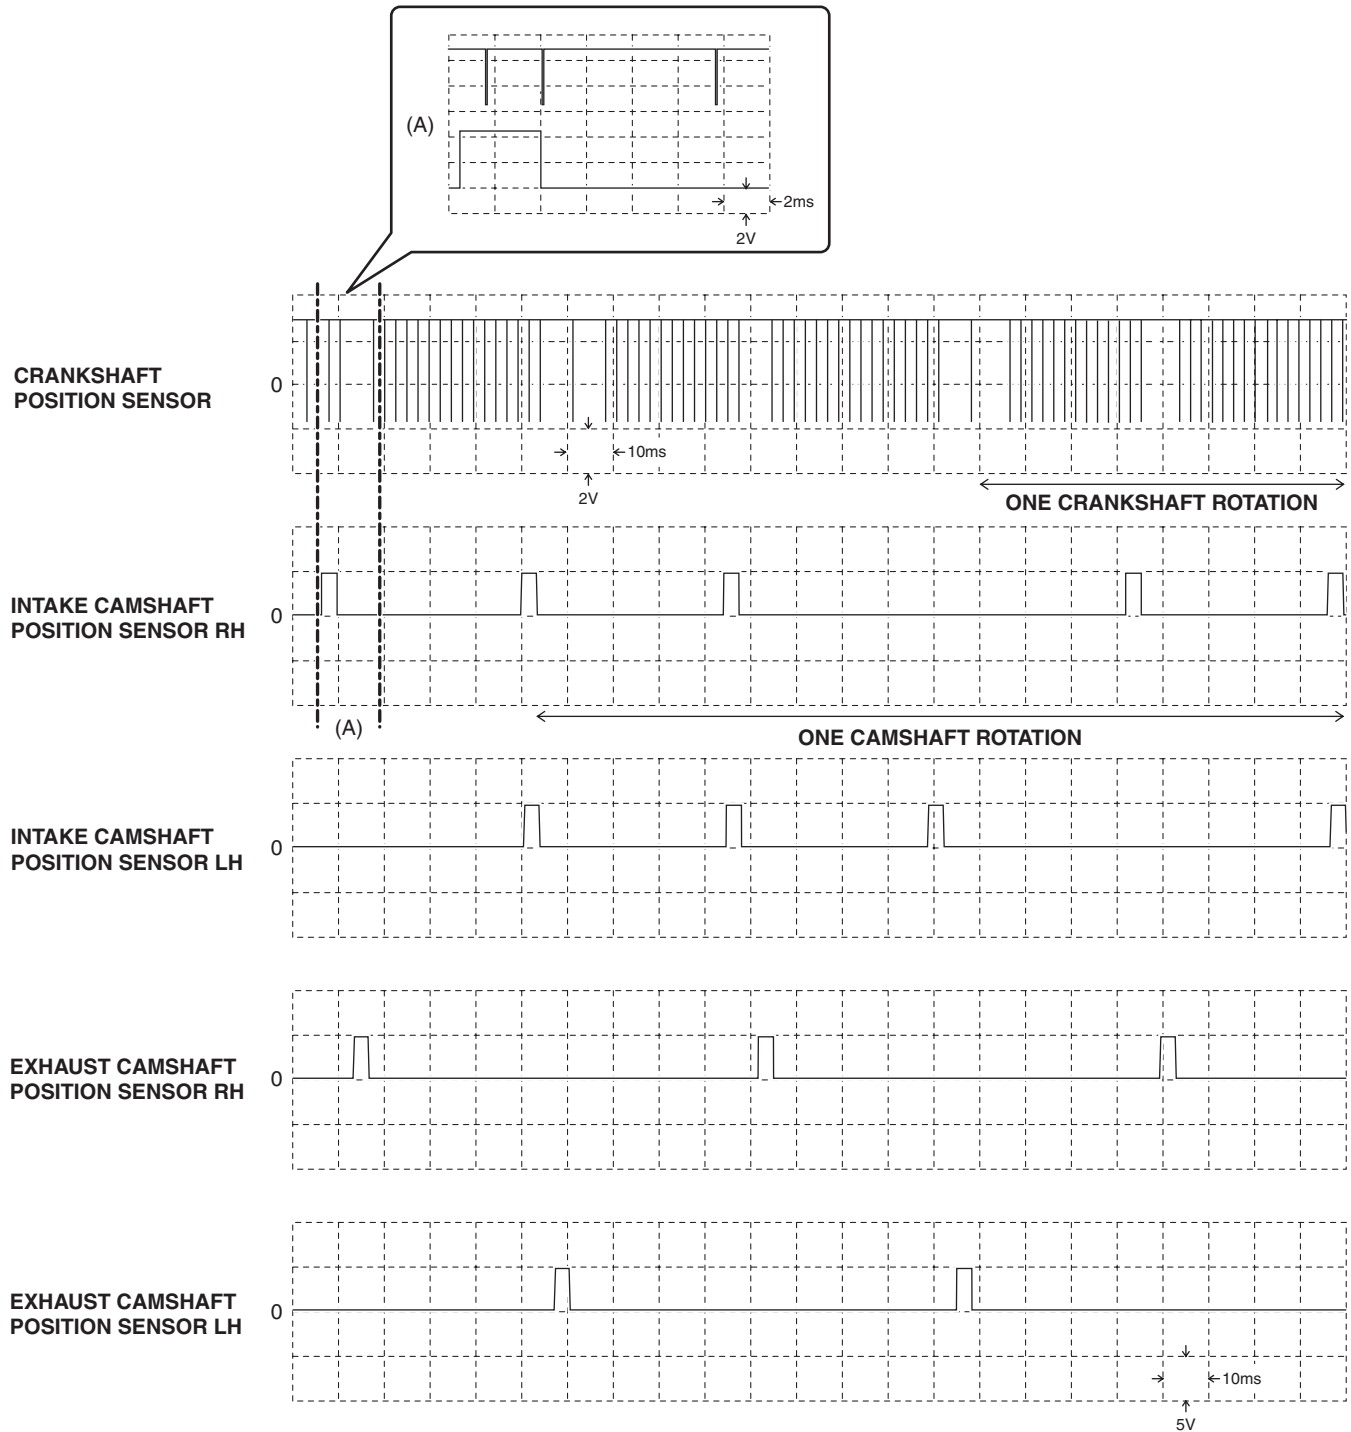 (A)
2ms
2V
CRANKSHAFT
POSITION SENSOR
0
10ms
2V
ONE CRANKSHAFT ROTATION
INTAKE CAMSHAFT
POSITION SENSOR RH
0
(A)
ONE CAMSHAFT ROTATION
INTAKE CAMSHAFT
POSITION SENSOR LH
0
EXHAUST CAMSHAFT
POSITION SENSOR RH
0
EXHAUST CAMSHAFT
POSITION SENSOR LH
0
10ms
5V